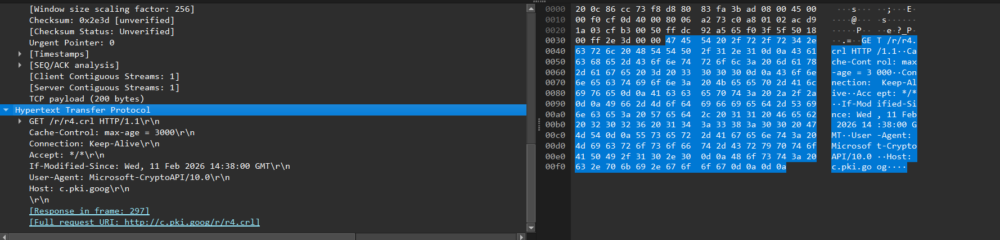 [Window size scaling factor: 256]
Checksum: 0x2e3d [unverified]
[Checksum Status: Unverified]
Urgent Pointer: 0
[Timestamps]
[SEQ/ACK analysis]
[Client Contiguous Streams: 1]
[Server Contiguous Streams: 1]
TCP payload (200 bytes)
Hypertext Transfer Protocol
GET /r/r4.crl HTTP/1.1\r\n
Cache-Control: max-age = 3000\r\n
Connection: Keep-Alive\r\n
Accept: */*\r\n
If-Modified-Since: Wed, 11 Feb 2026 14:38:00 GMT\r\n
User-Agent: Microsoft-CryptoAPI/10.0\r\n
Host: c.pki.goog\r\n
\r\n
[Response in frame: 297]
[Full request URI: http://c.pki.goog/r/r4.crl]
0000 20 0c 86 cc 73 f8 d8 80 83 fa 3b ad 08 00 45 00 ···s···· ··;···E·
0010 00 f0 cf 0d 40 00 80 06 a2 73 c0 a8 01 02 ac d9 ····@··· ·s······
0020 1a 03 cf b3 00 50 ff dc 92 a5 65 f0 3f 5f 50 18 ·····P·· ··e·?_P·
0030 00 ff 2e 3d 00 00 47 45 54 20 2f 72 2f 72 34 2e ··.=··GE T /r/r4.
0040 63 72 6c 20 48 54 54 50 2f 31 2e 31 0d 0a 43 61 crl HTTP /1.1··Ca
0050 63 68 65 2d 43 6f 6e 74 72 6f 6c 3a 20 6d 61 78 che-Cont rol: max
0060 2d 61 67 65 20 3d 20 33 30 30 30 0d 0a 43 6f 6e -age = 3 000··Con
0070 6e 65 63 74 69 6f 6e 3a 20 4b 65 65 70 2d 41 6c nection:  Keep-Al
0080 69 76 65 0d 0a 41 63 63 65 70 74 3a 20 2a 2f 2a ive··Acc ept: */*
0090 0d 0a 49 66 2d 4d 6f 64 69 66 69 65 64 2d 53 69 ··If-Mod ified-Si
00a0 6e 63 65 3a 20 57 65 64 2c 20 31 31 20 46 65 62 nce: Wed , 11 Feb
00b0 20 32 30 32 36 20 31 34 3a 33 38 3a 30 30 20 47  2026 14 :38:00 G
00c0 4d 54 0d 0a 55 73 65 72 2d 41 67 65 6e 74 3a 20 MT··User -Agent:
00d0 4d 69 63 72 6f 73 6f 66 74 2d 43 72 79 70 74 6f Microsof t-Crypto
00e0 41 50 49 2f 31 30 2e 30 0d 0a 48 6f 73 74 3a 20 API/10.0 ··Host:
00f0 63 2e 70 6b 69 2e 67 6f 6f 67 0d 0a 0d 0a c.pki.go og····